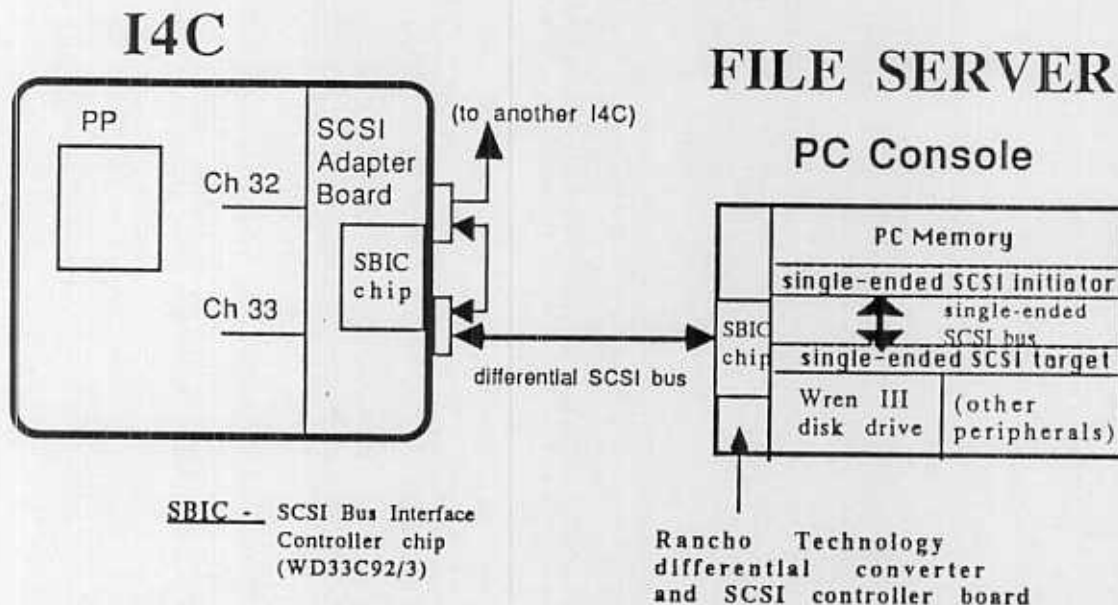 I4C
FILE SERVER
PC Console
PP
Ch 32
Ch 33
SCSI
Adapter
Board
SBIC
chip
(to another I4C)
differential SCSI bus
SBIC
chip
PC Memory
single-ended SCSI Initiator
single-ended
SCSI bus
single-ended SCSI target
Wren III
disk drive
(other
peripherals)
SBIC - SCSI Bus Interface
Controller chip
(WD33C92/3)
Rancho Technology
differential converter
and SCSI controller board